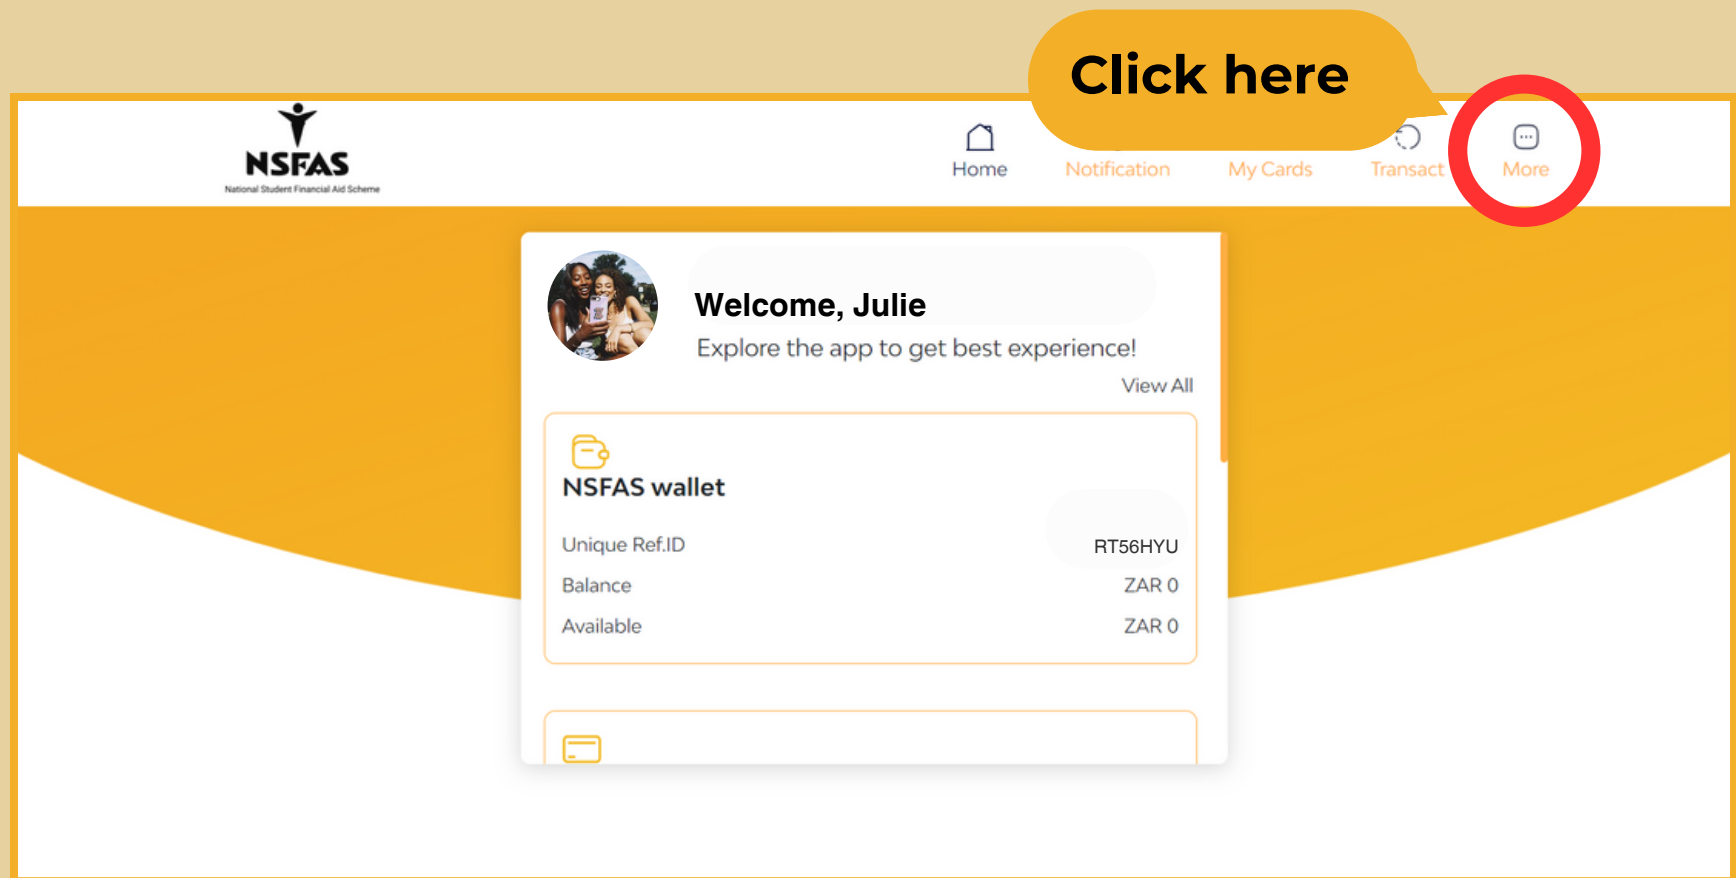 Click here
NSFAS
National Student Financial Aid Scheme
Home
Notification
My Cards
Transact
More
Welcome, Julie
Explore the app to get best experience!
View All
NSFAS wallet
Unique Ref.ID
RT56HYU
Balance
ZAR 0
Available
ZAR 0